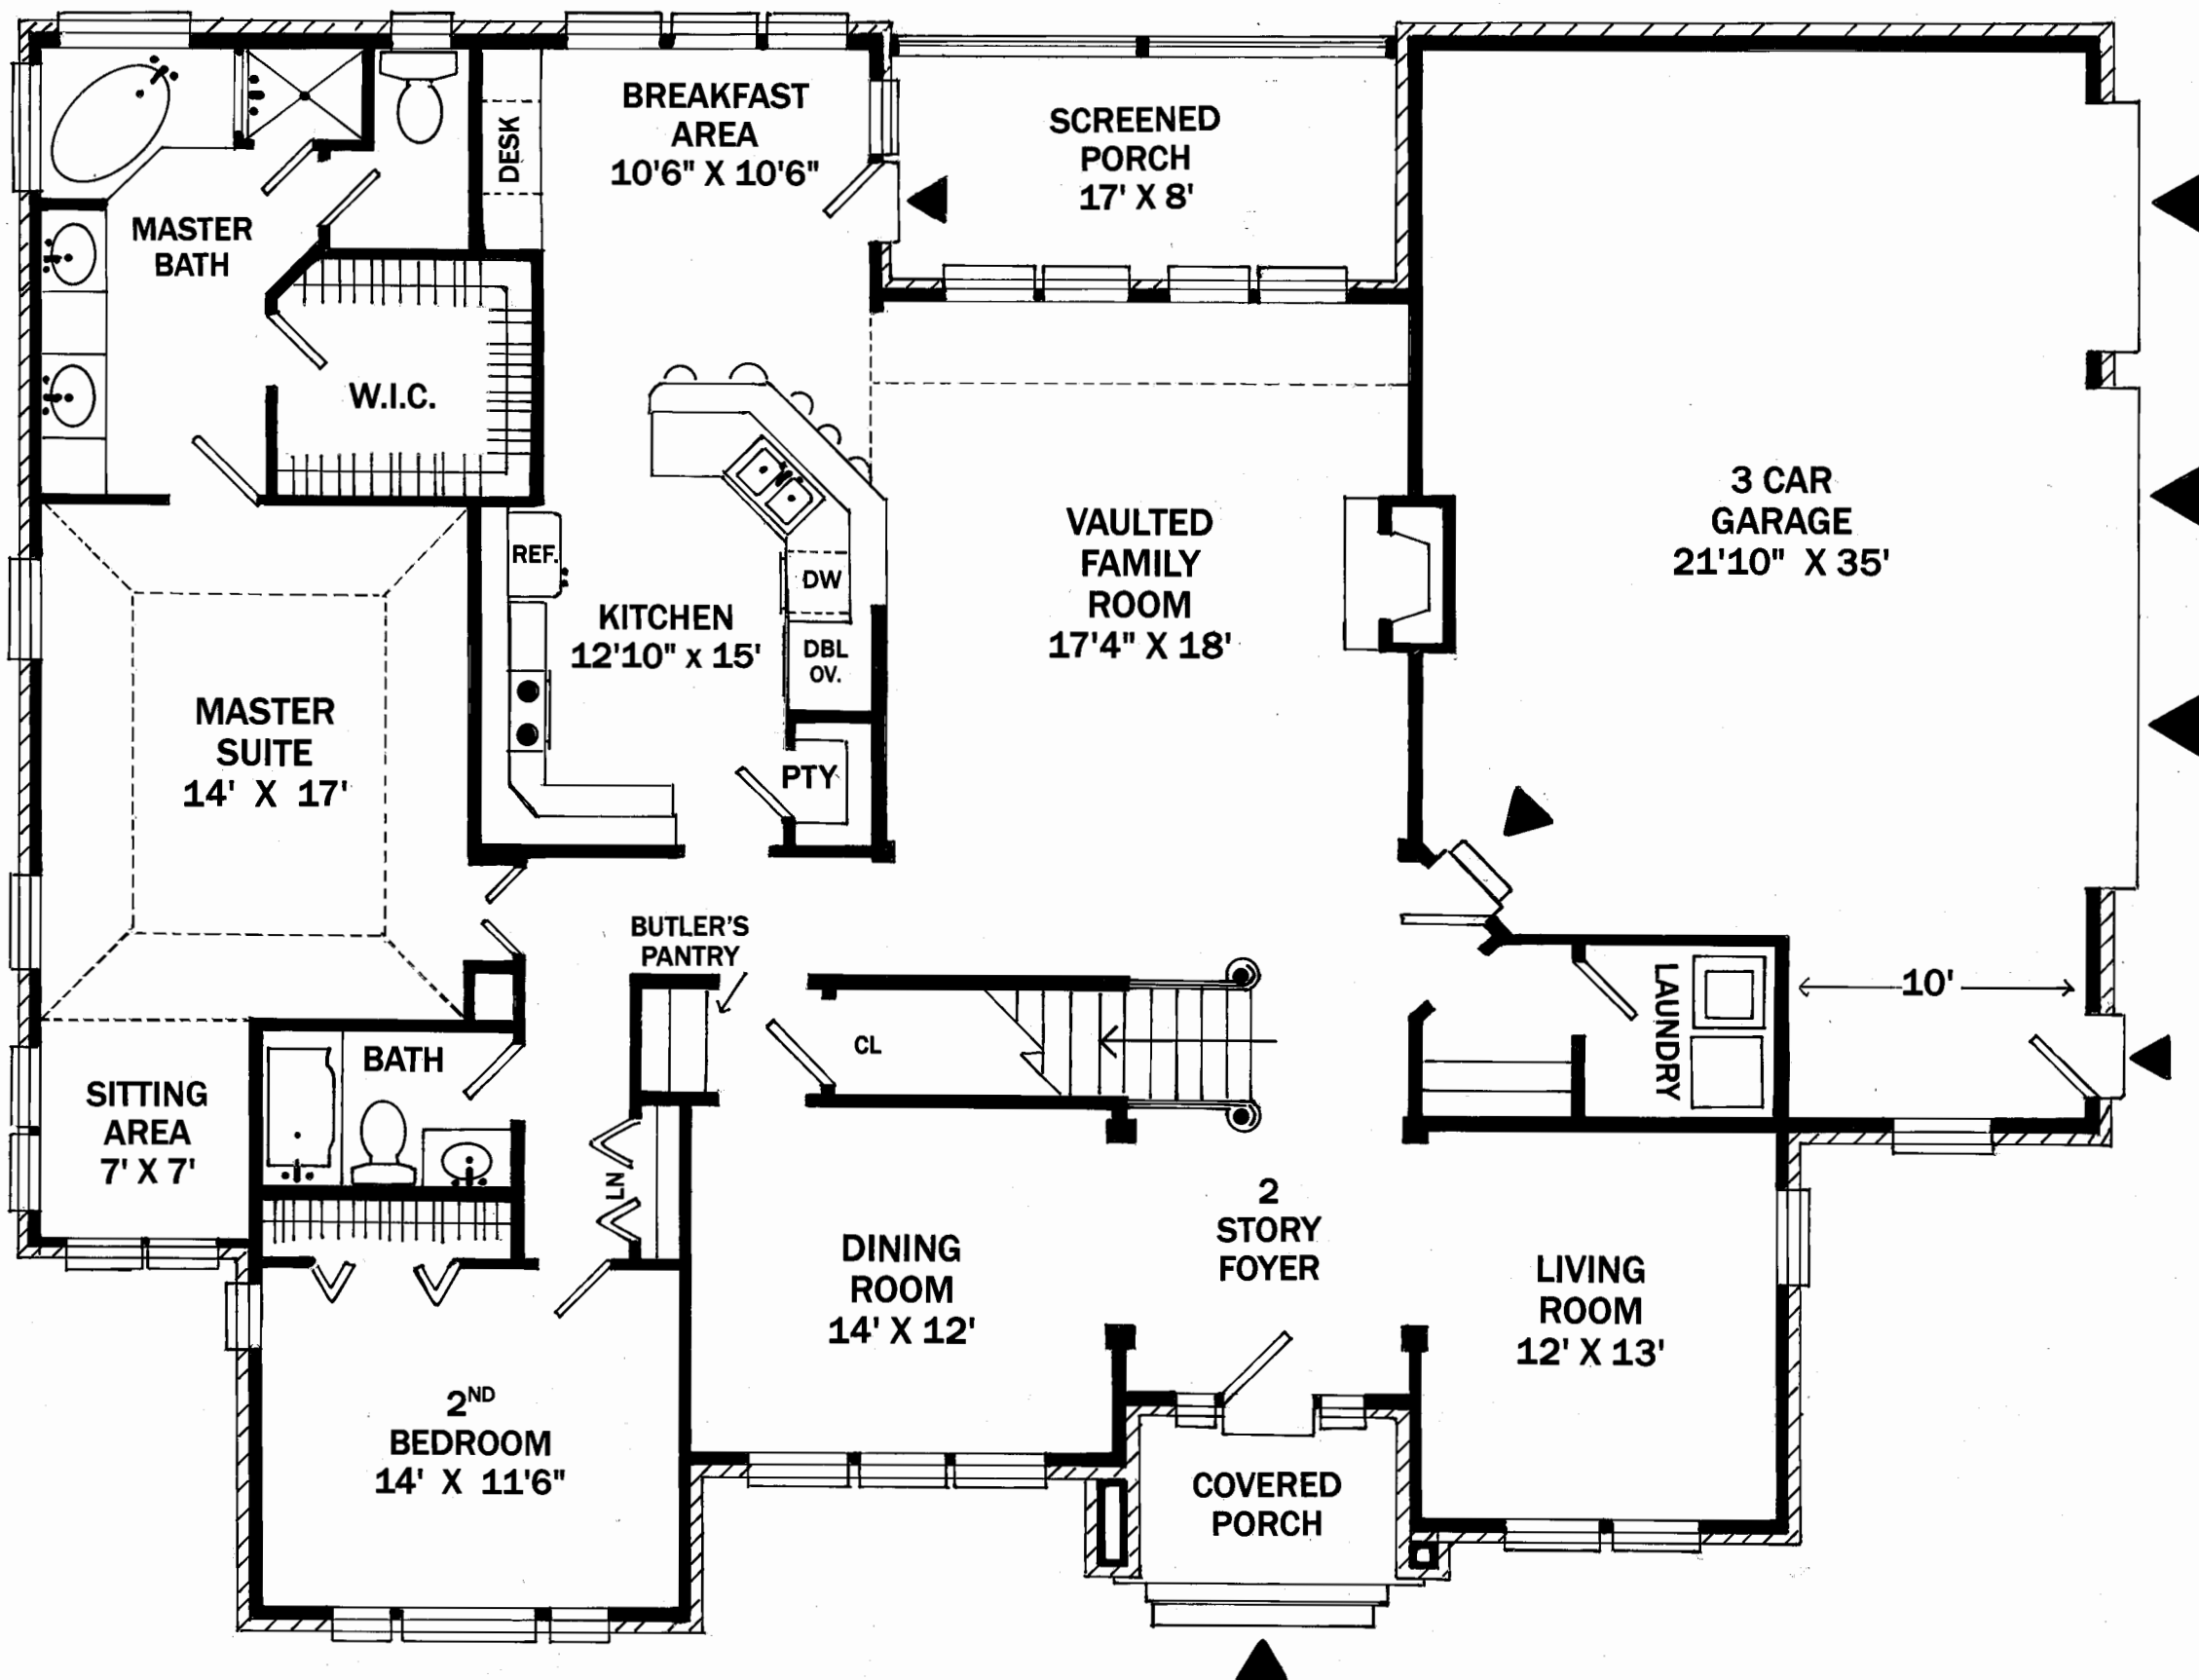 BREAKFAST
AREA
10'6" X 10'6"
DESK
SCREENED
PORCH
17' X 8'
MASTER
BATH
W.I.C.
3 CAR
GARAGE
21'10" X 35'
VAULTED
FAMILY
ROOM
17'4" X 18'
REF.
DW
KITCHEN
12'10" x 15'
DBL
OV.
PTY
MASTER
SUITE
14' X 17'
BUTLER'S
PANTRY
CL
LAUNDRY
10'
BATH
SITTING
AREA
7' X 7'
LN
2
STORY
FOYER
DINING
ROOM
14' X 12'
LIVING
ROOM
12' X 13'
2ND
BEDROOM
14' X 11'6"
COVERED
PORCH